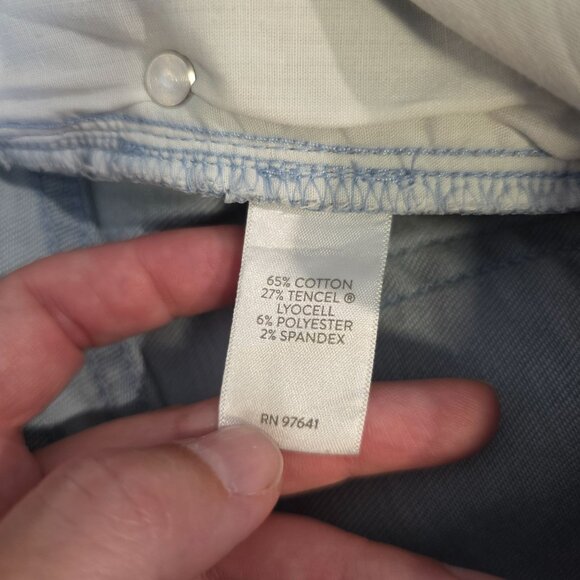 65% COTTON
27% TENCEL ®
LYOCELL
6% POLYESTER
2% SPANDEX
RN 97641